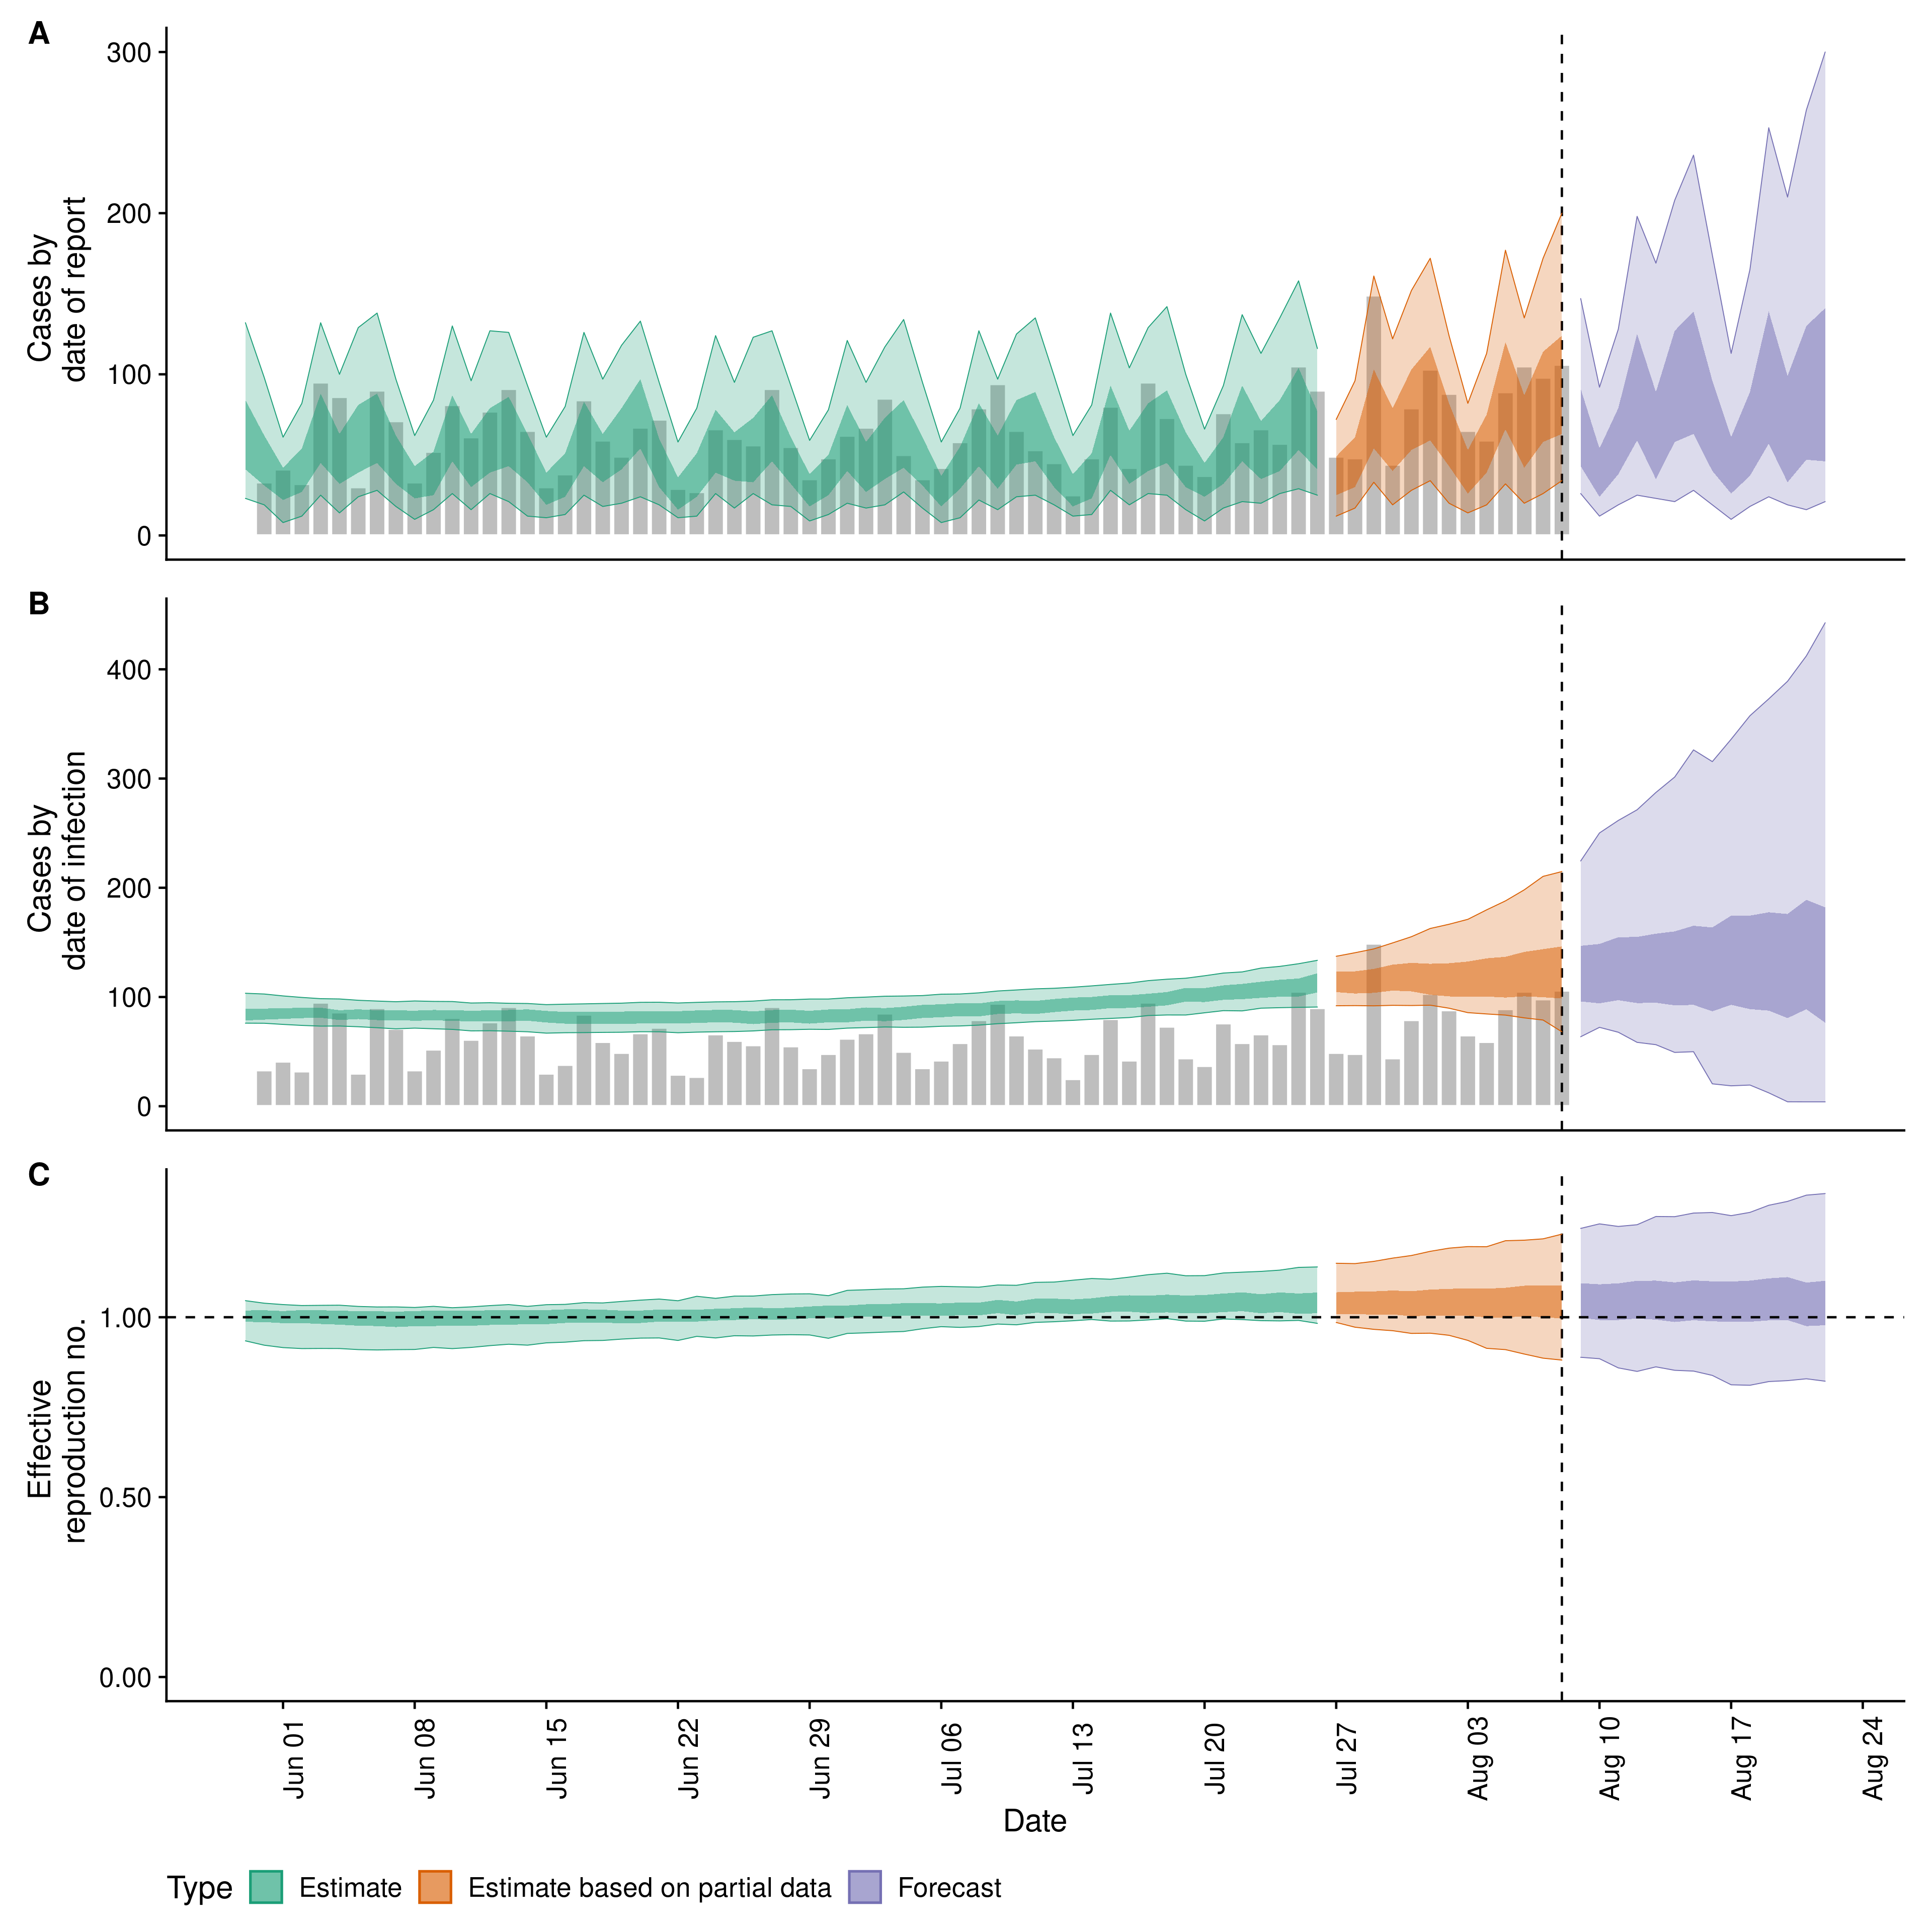 A
Cases by
date of report
300
200
100
0
B
Cases by
date of infection
400
300
200
100
0
C
Effective
reproduction no.
1.00
0.50
0.00
Jun 01
Jun 08
Jun 15
Jun 22
Jun 29
Jul 06
Jul 13
Jul 20
Jul 27
Aug 03
Aug 10
Aug 17
Aug 24
Date
Type Estimate Estimate based on partial data Forecast